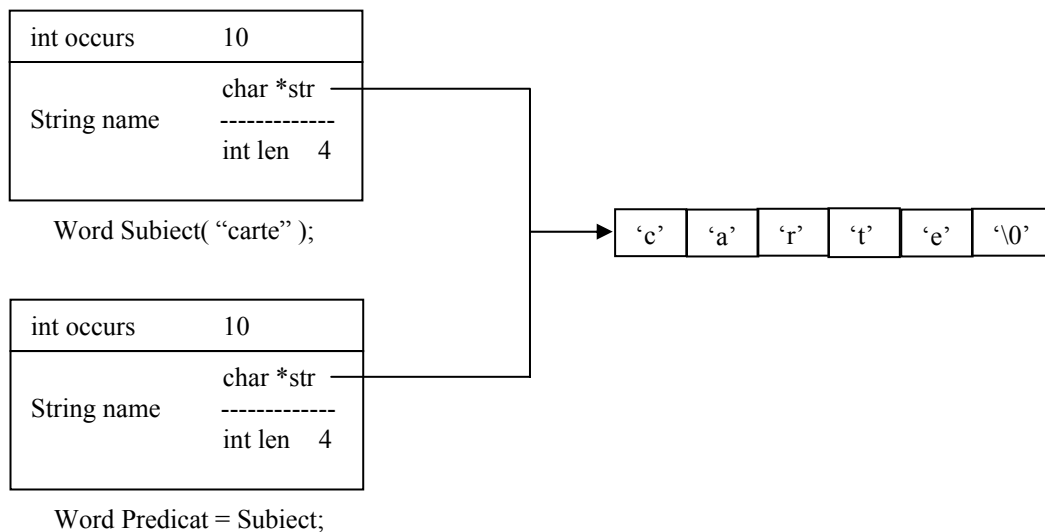 int occurs 10
char *str
String name
-------------
int len 4
Word Subiect( “carte” );
‘c’ ‘a’ ‘r’ ‘t’ ‘e’ ‘\0’
int occurs 10
char *str
String name
-------------
int len 4
Word Predicat = Subiect;